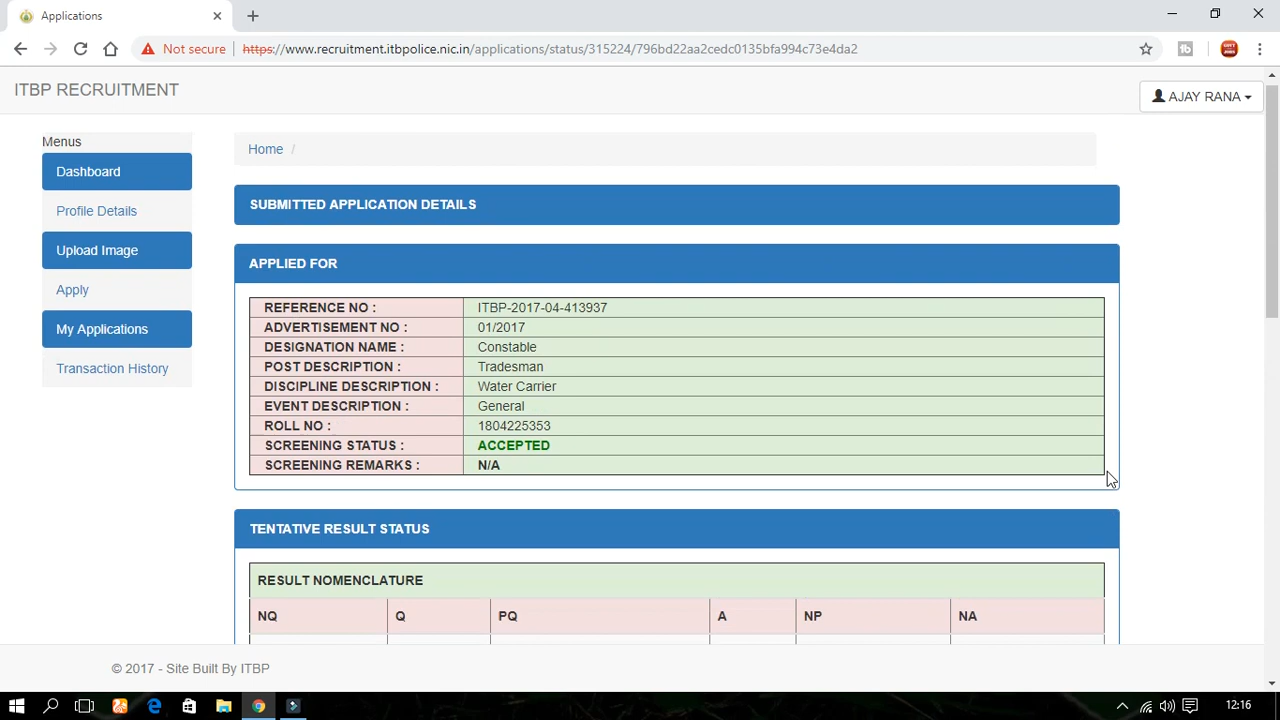 Applications
Not secure
https://www.recruitment.itbpolice.nic.in/applications/status/315224/796bd22aa2cedc0135bfa994c73e4da2
ITBP RECRUITMENT
AJAY RANA
Menus
Dashboard
Profile Details
Upload Image
Apply
My Applications
Transaction History
Home /
SUBMITTED APPLICATION DETAILS
APPLIED FOR
REFERENCE NO : ITBP-2017-04-413937
ADVERTISEMENT NO : 01/2017
DESIGNATION NAME : Constable
POST DESCRIPTION : Tradesman
DISCIPLINE DESCRIPTION : Water Carrier
EVENT DESCRIPTION : General
ROLL NO : 1804225353
SCREENING STATUS : ACCEPTED
SCREENING REMARKS : N/A
TENTATIVE RESULT STATUS
RESULT NOMENCLATURE
NQ Q PQ A NP NA
© 2017 - Site Built By ITBP
12:16